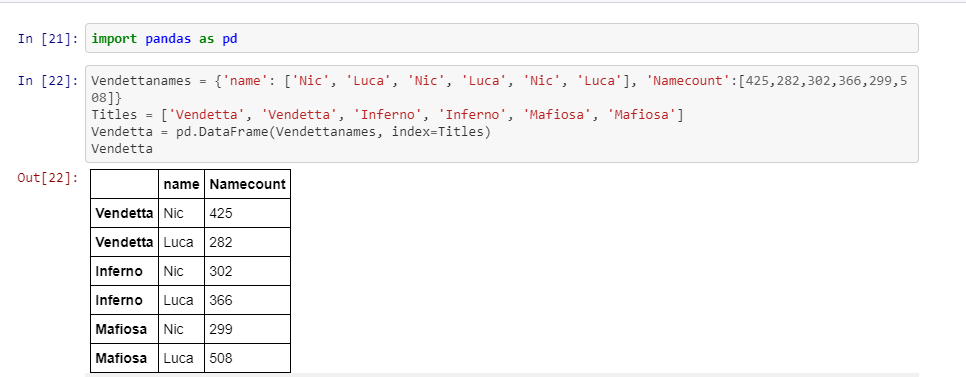 In [21]: import pandas as pd
In [22]: Vendettanames = {'name': ['Nic', 'Luca', 'Nic', 'Luca', 'Nic', 'Luca'], 'Namecount':[425,282,302,366,299,5
08]}
Titles = ['Vendetta', 'Vendetta', 'Inferno', 'Inferno', 'Mafiosa', 'Mafiosa']
Vendetta = pd.DataFrame(Vendettanames, index=Titles)
Vendetta
Out[22]:
name Namecount
Vendetta Nic 425
Vendetta Luca 282
Inferno Nic 302
Inferno Luca 366
Mafiosa Nic 299
Mafiosa Luca 508